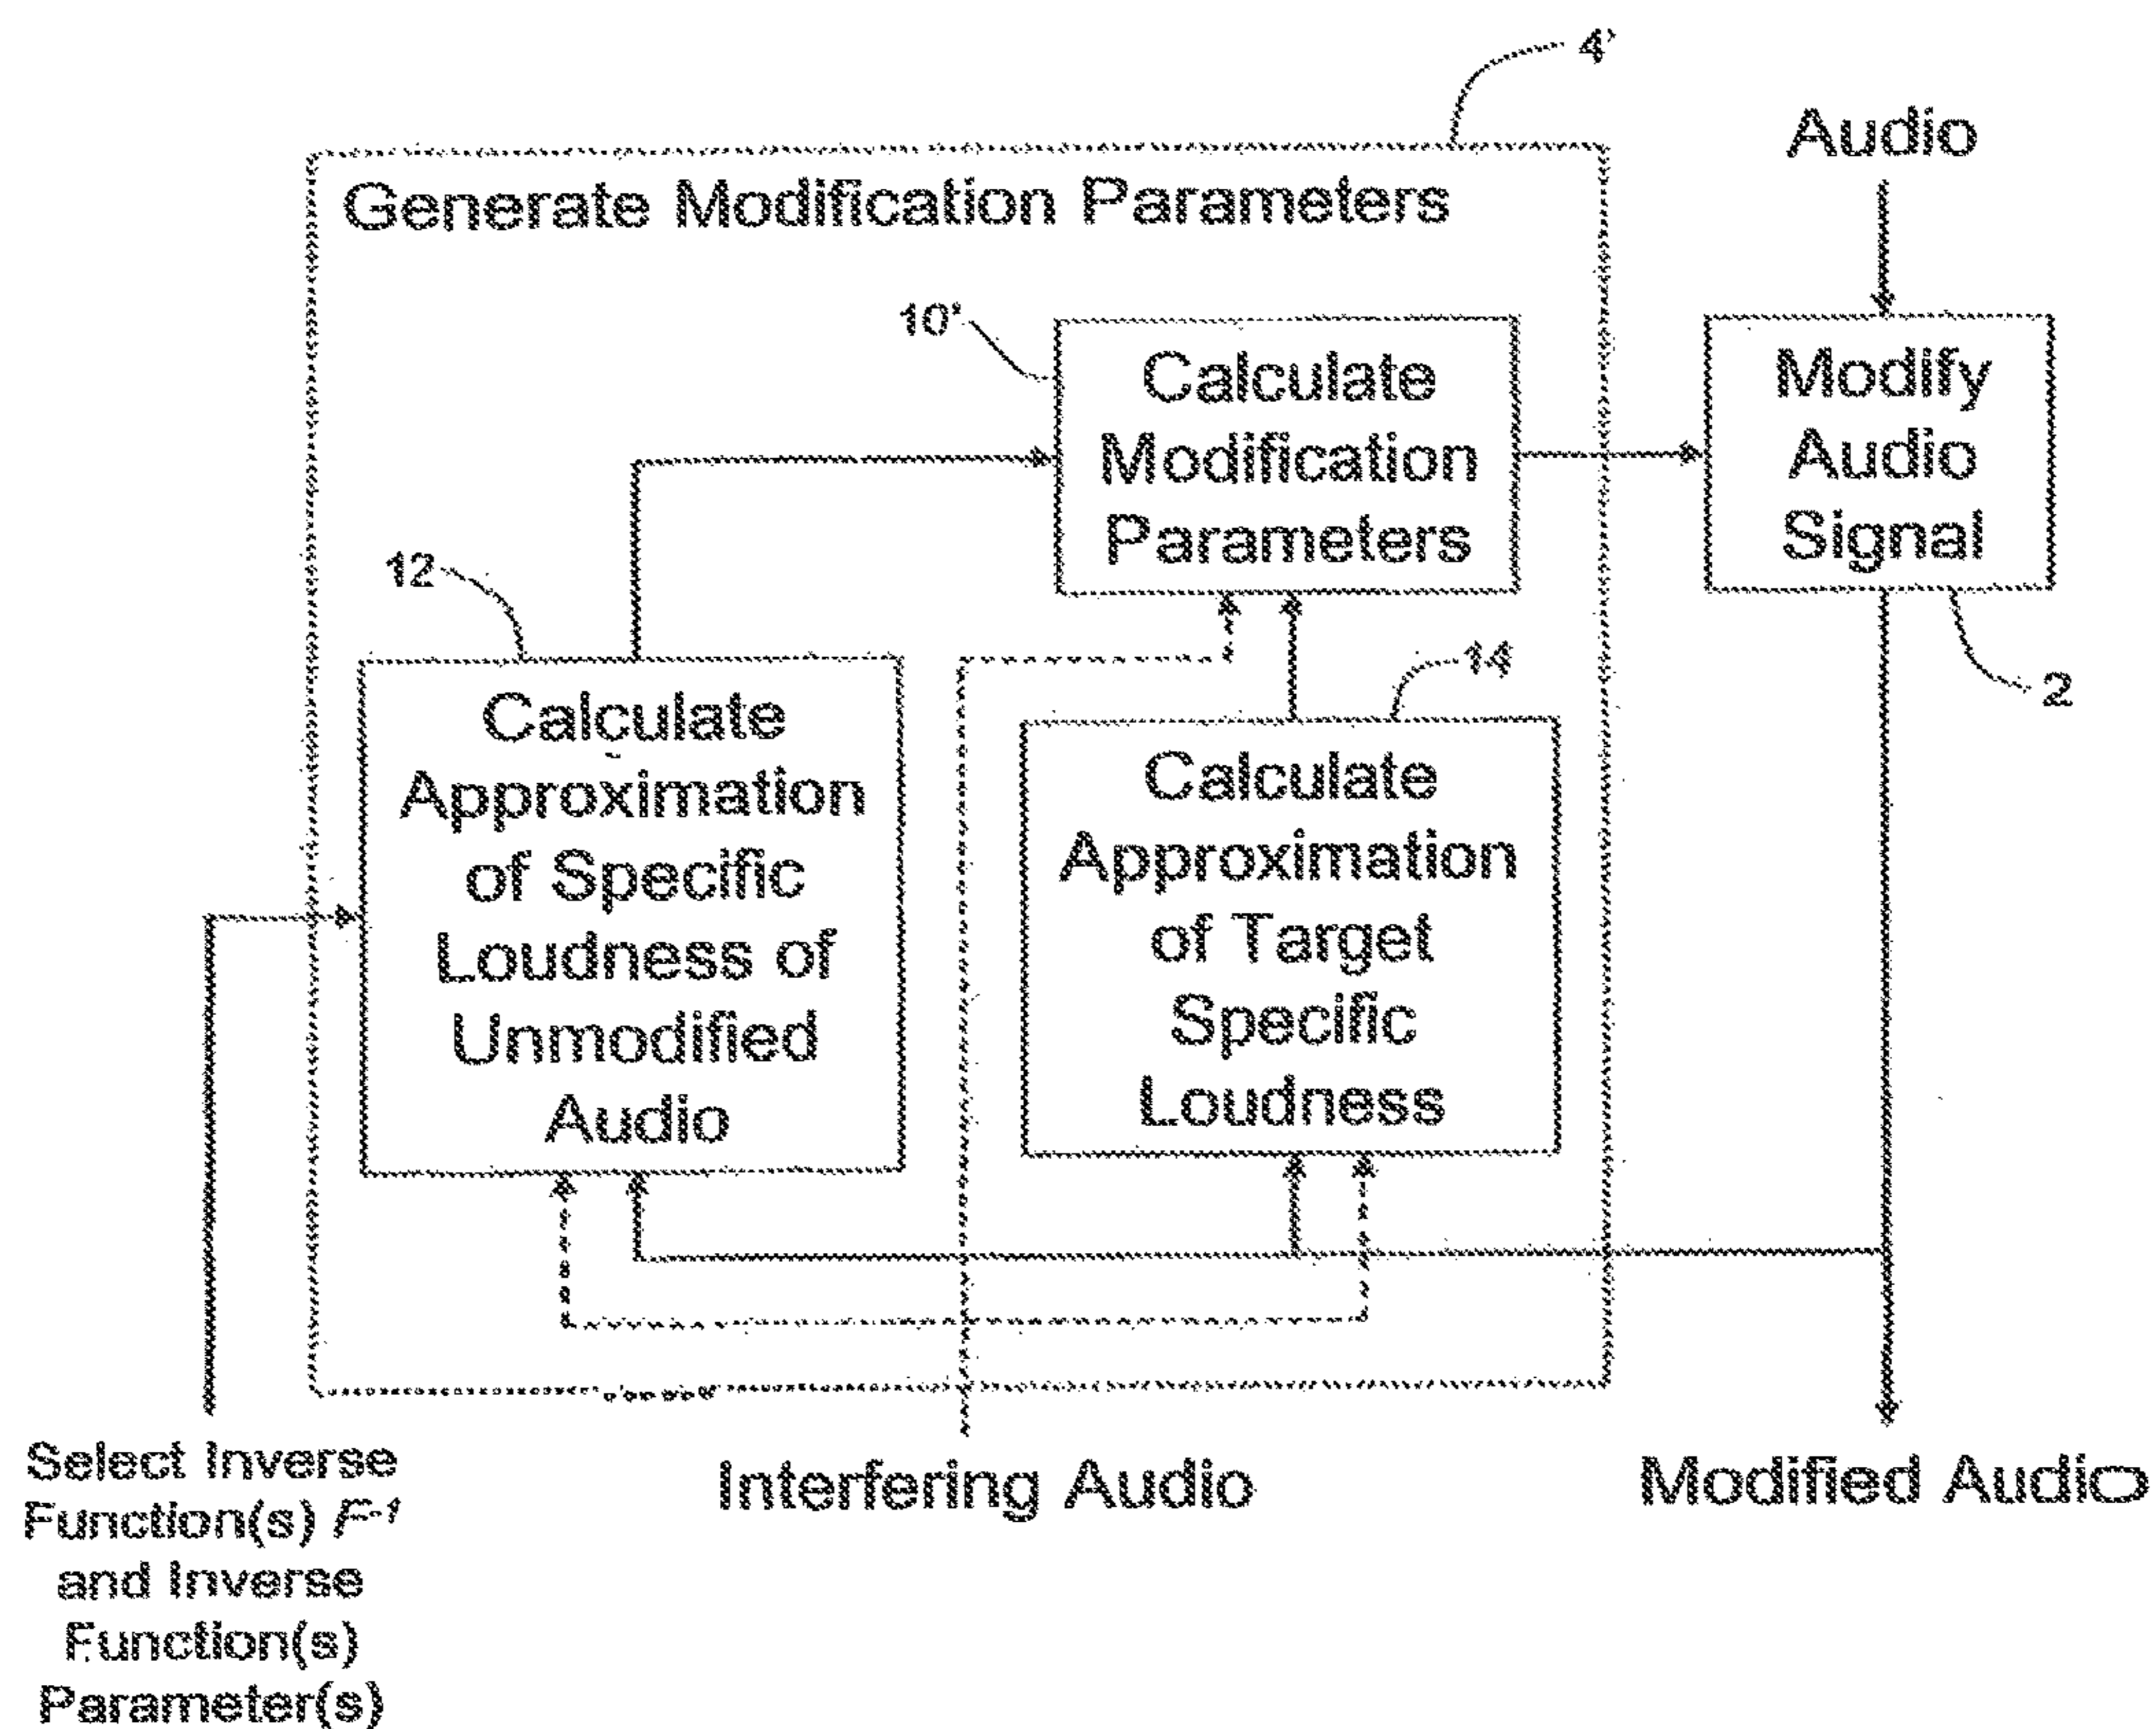 4'
Audio
Generate Modification Parameters
10'
Calculate
Modification
Parameters
Modify
Audio
Signal
12
14
2
Calculate
Approximation
of Specific
Loudness of
Unmodified
Audio
Calculate
Approximation
of Target
Specific
Loudness
Select Inverse
Function(s) F-1
and Inverse
Function(s)
Parameter(s)
Interfering Audio
Modified Audio